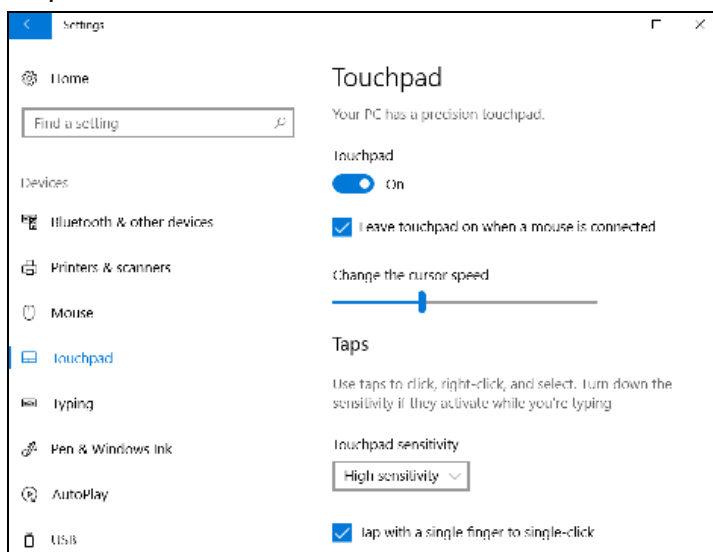 Settings
Home
Find a setting
Devices
Bluetooth & other devices
Printers & scanners
Mouse
Touchpad
Typing
Pen & Windows Ink
AutoPlay
USB
Touchpad
Your PC has a precision touchpad.
Touchpad
On
Leave touchpad on when a mouse is connected
Change the cursor speed
Taps
Use taps to click, right-click, and select. Turn down the
sensitivity if they activate while you're typing
Touchpad sensitivity
High sensitivity
Tap with a single finger to single-click